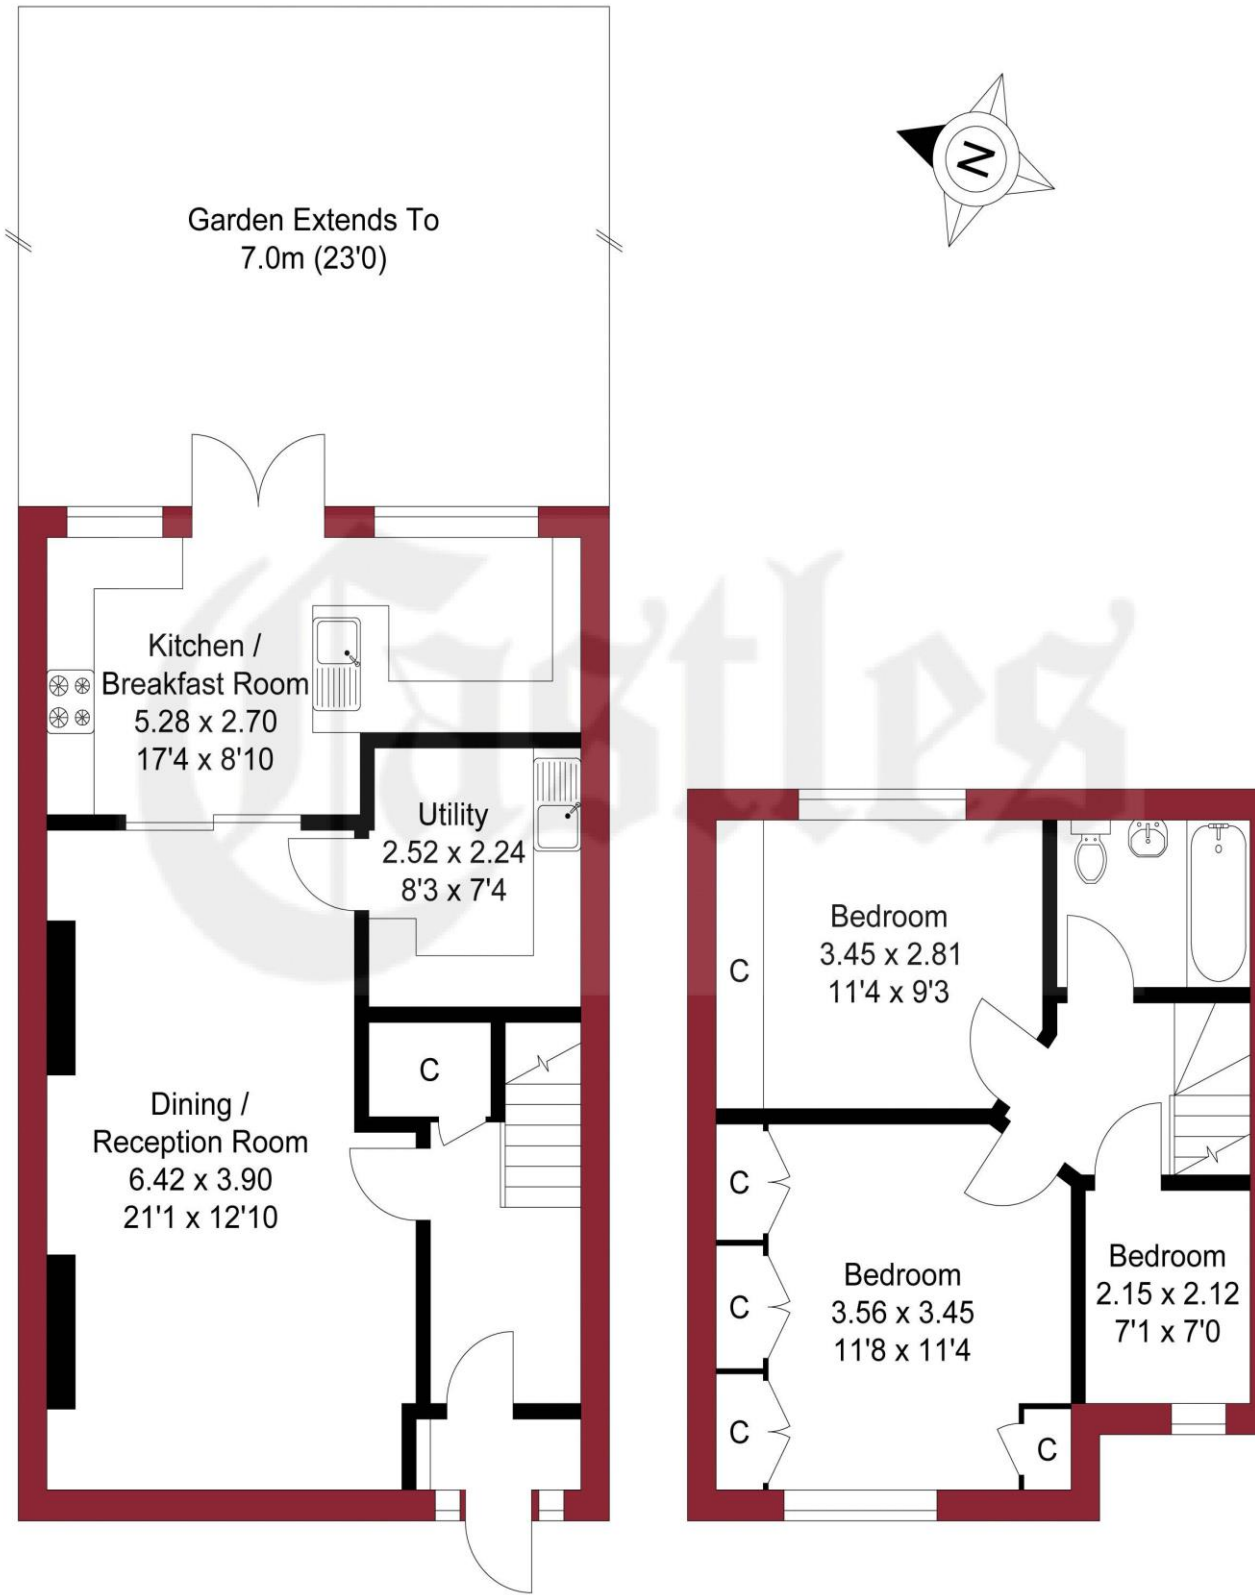 Garden Extends To
7.0m (23'0)
N
Kitchen /
Breakfast Room
5.28 x 2.70
17'4 x 8'10
Utility
2.52 x 2.24
8'3 x 7'4
C
Dining /
Reception Room
6.42 x 3.90
21'1 x 12'10
Castles
Bedroom
3.45 x 2.81
11'4 x 9'3
C
C
C
C
Bedroom
3.56 x 3.45
11'8 x 11'4
C
Bedroom
2.15 x 2.12
7'1 x 7'0